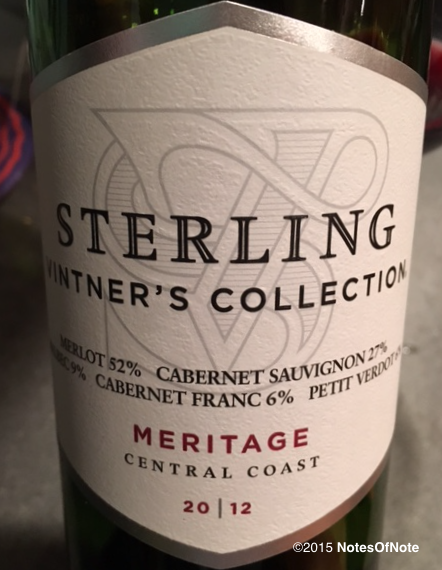 STERLING
VINTNER'S COLLECTION
MERLOT 52% CABERNET SAUVIGNON 27%
9% CABERNET FRANC 6% PETIT VERDOT
MERITAGE
CENTRAL COAST
20|12
©2015 NotesOfNote